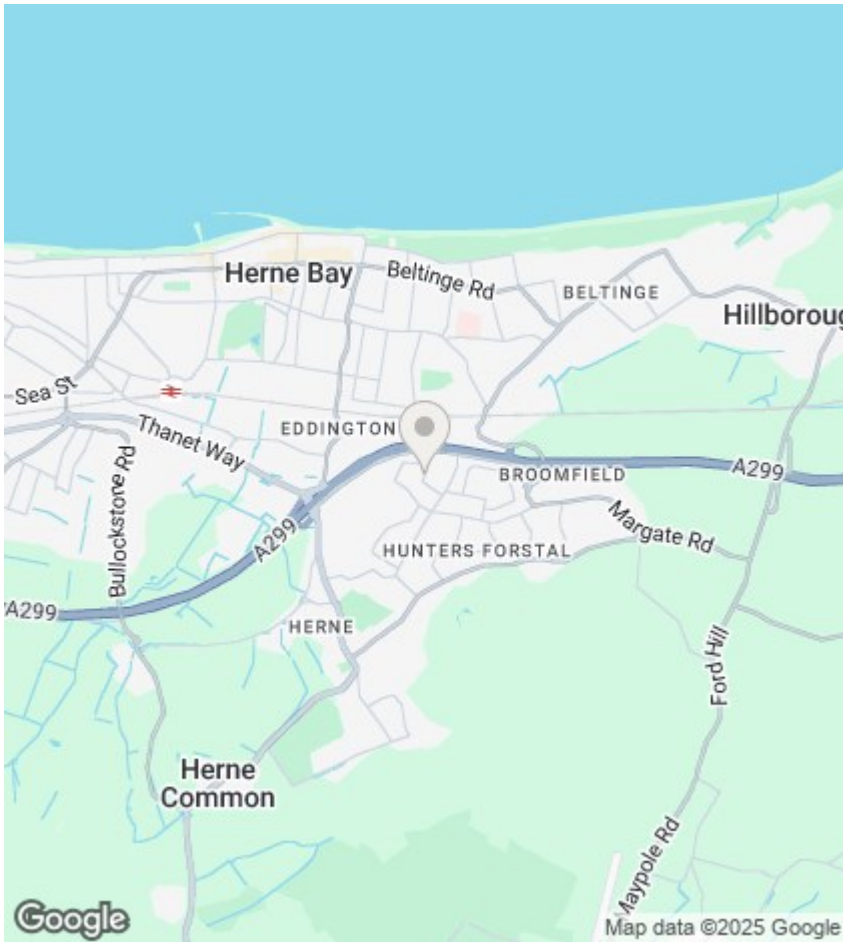 Herne Bay
Beltinge Rd
BELTINGE
Hillboroug
Sea St
Thanet Way
EDDINGTON
Bullockstone Rd
A299
BROOMFIELD
A299
Margate Rd
HUNTERS FORSTAL
A299
HERNE
Ford Hill
Herne
Common
Maypole Rd
Google
Map data ©2025 Google